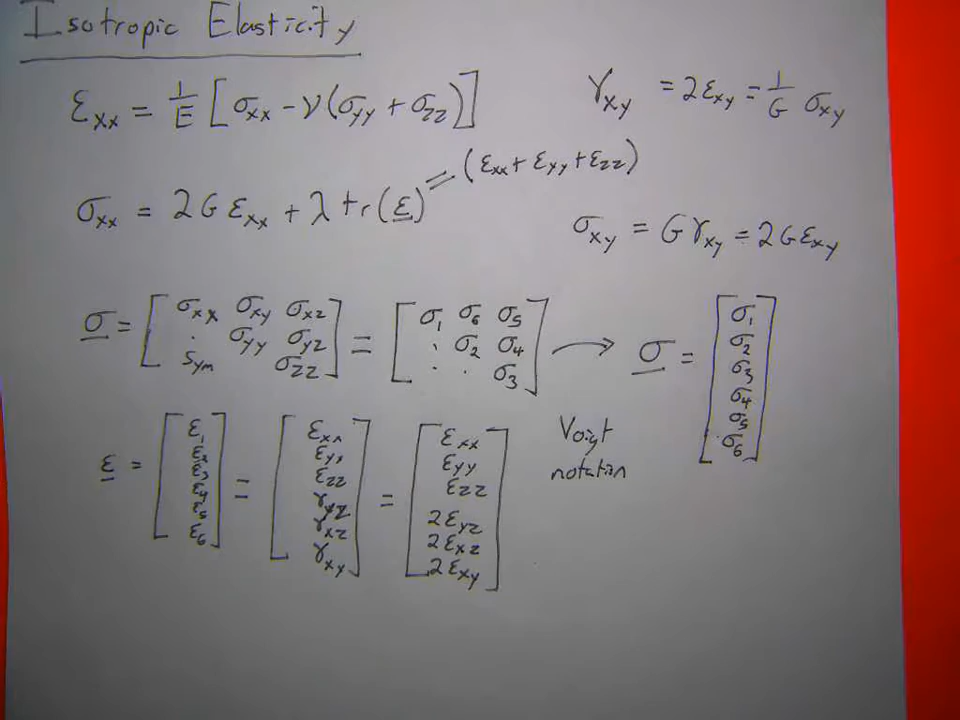 Isotropic Elasticity
εxx = 1/E [σxx - ν(σyy + σzz)]
γxy = 2εxy = 1/G σxy
σxx = 2G εxx + λ tr(ε) = (εxx + εyy + εzz)
σxy = Gγxy = 2Gεxy
σ = [σxx σxy σxz = [σ1 σ6 σ5 → σ = [σ1
. σyy σyz . σ2 σ4 σ2
sym σzz] . . σ3] σ3
σ4
σ5
σ6]
ε = [ε1 = [εxx = [εxx
ε2 εyy εyy
ε3 εzz εzz
ε4 γyz 2εyz
ε5 γxz 2εxz
ε6] γxy] 2εxy]
Voigt
notation